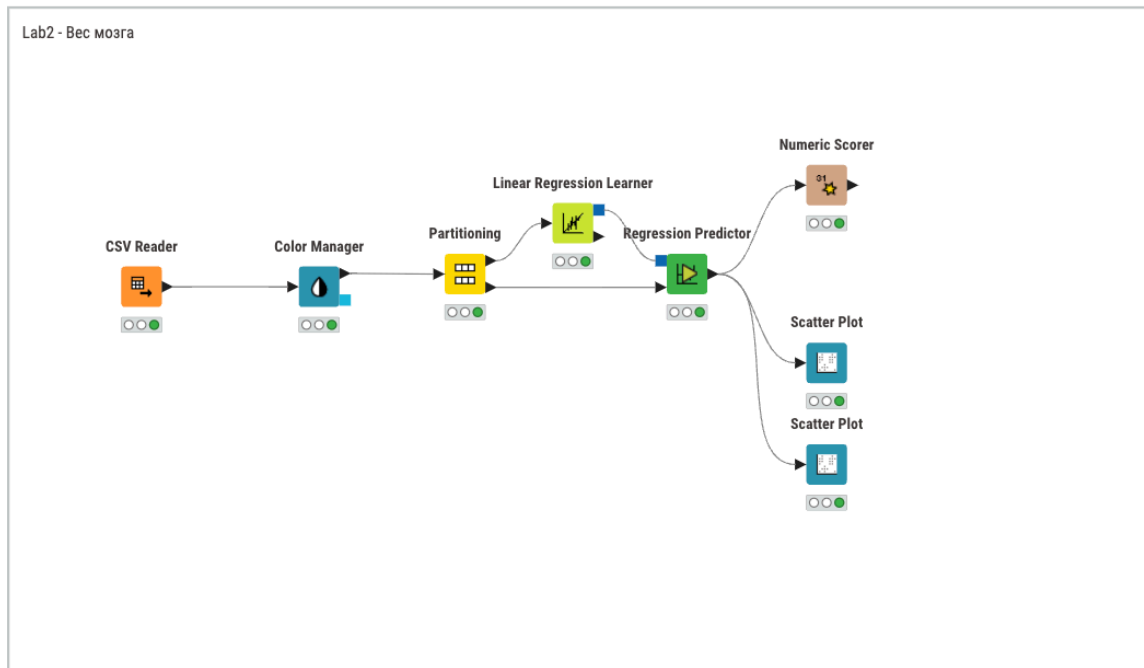 Lab2 - Вес мозга
Numeric Scorer
31
Linear Regression Learner
Partitioning
Regression Predictor
CSV Reader
Color Manager
Scatter Plot
Scatter Plot